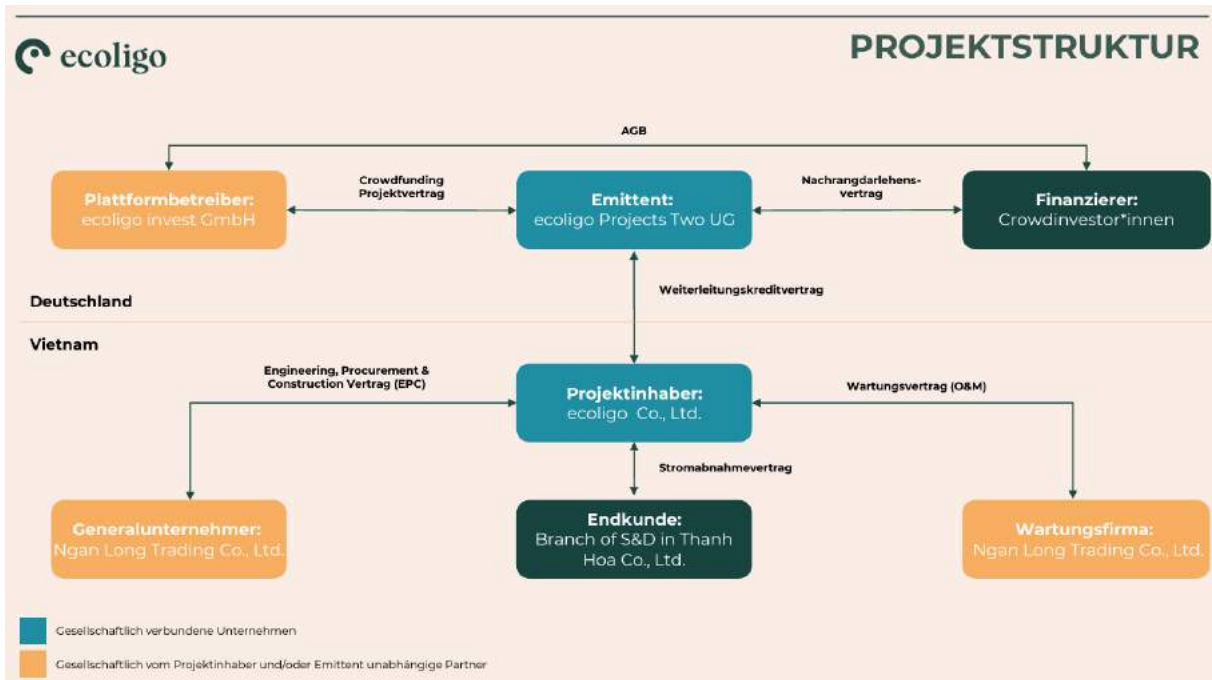 ecoligo
PROJEKTSTRUKTUR
AGB
Plattformbetreiber:
ecoligo invest GmbH
Crowdfunding
Projektvertrag
Emittent:
ecoligo Projects Two UG
Nachrangdarlehens-
vertrag
Finanzierer:
Crowdinvestor*innen
Weiterleitungskreditvertrag
Deutschland
Vietnam
Engineering, Procurement &
Construction Vertrag (EPC)
Projektinhaber:
ecoligo Co., Ltd.
Wartungsvertrag (O&M)
Stromabnahmevertrag
Generalunternehmer:
Ngan Long Trading Co., Ltd.
Endkunde:
Branch of S&D in Thanh
Hoa Co., Ltd.
Wartungsfirma:
Ngan Long Trading Co., Ltd.
Gesellschaftlich verbundene Unternehmen
Gesellschaftlich vom Projektinhaber und/oder Emittent unabhängige Partner